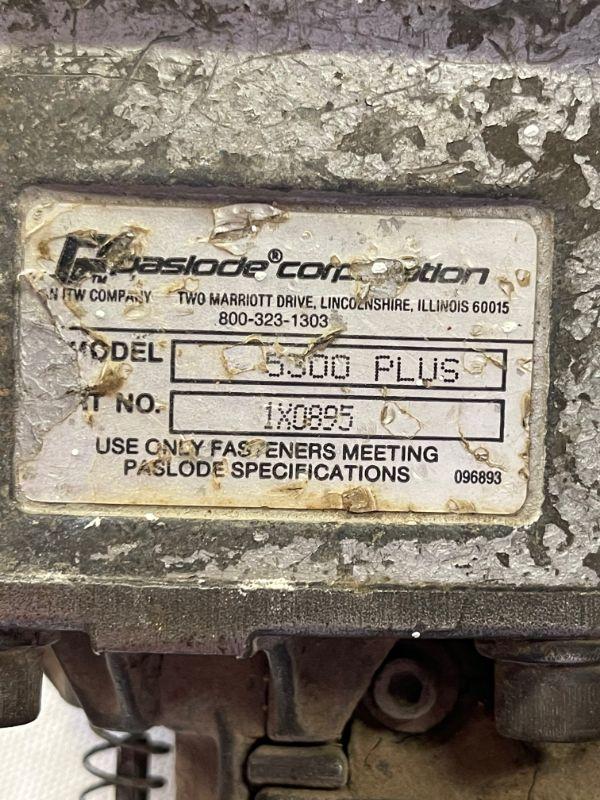 paslode® corporation
AN ITW COMPANY TWO MARRIOTT DRIVE, LINCOLNSHIRE, ILLINOIS 60015
800-323-1303
MODEL 5300 PLUS
NO. 1X0895
USE ONLY FASTENERS MEETING
PASLODE SPECIFICATIONS 096893